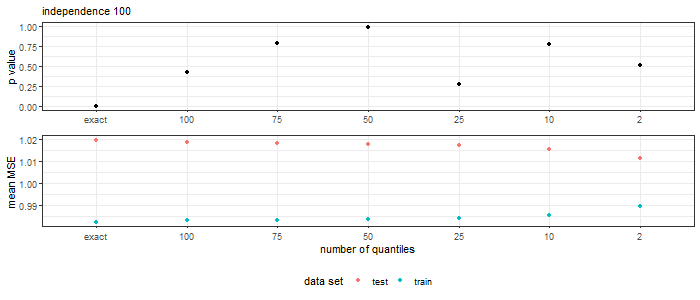 independence 100
p value
1.00
0.75
0.50
0.25
0.00
exact 100 75 50 25 10 2
mean MSE
1.02
1.01
1.00
0.99
exact 100 75 50 25 10 2
number of quantiles
data set test train